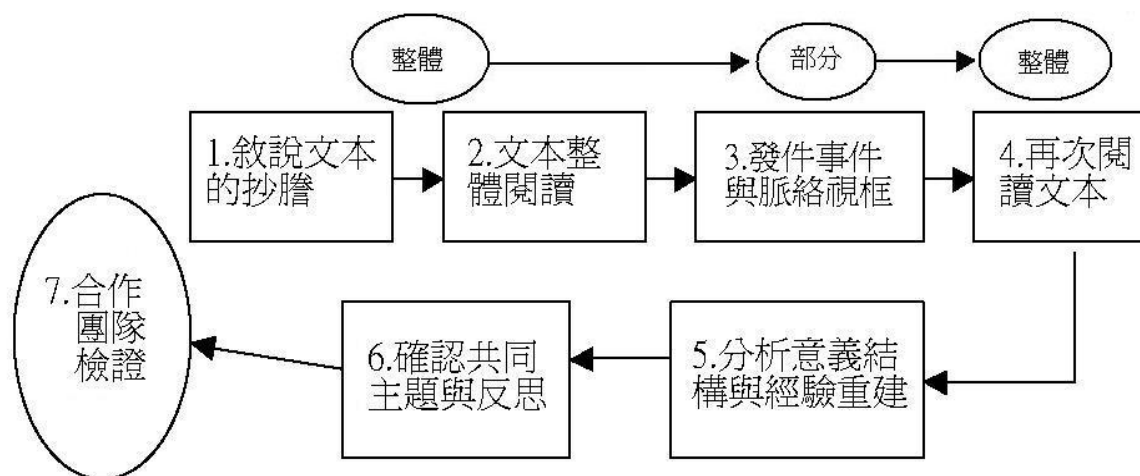 整體
部分
整體
1.敘說文本
的抄謄
2.文本整
體閱讀
3.發件事件
與脈絡視框
4.再次閱
讀文本
5.分析意義結
構與經驗重建
6.確認共同
主題與反思
7.合作
團隊
檢證